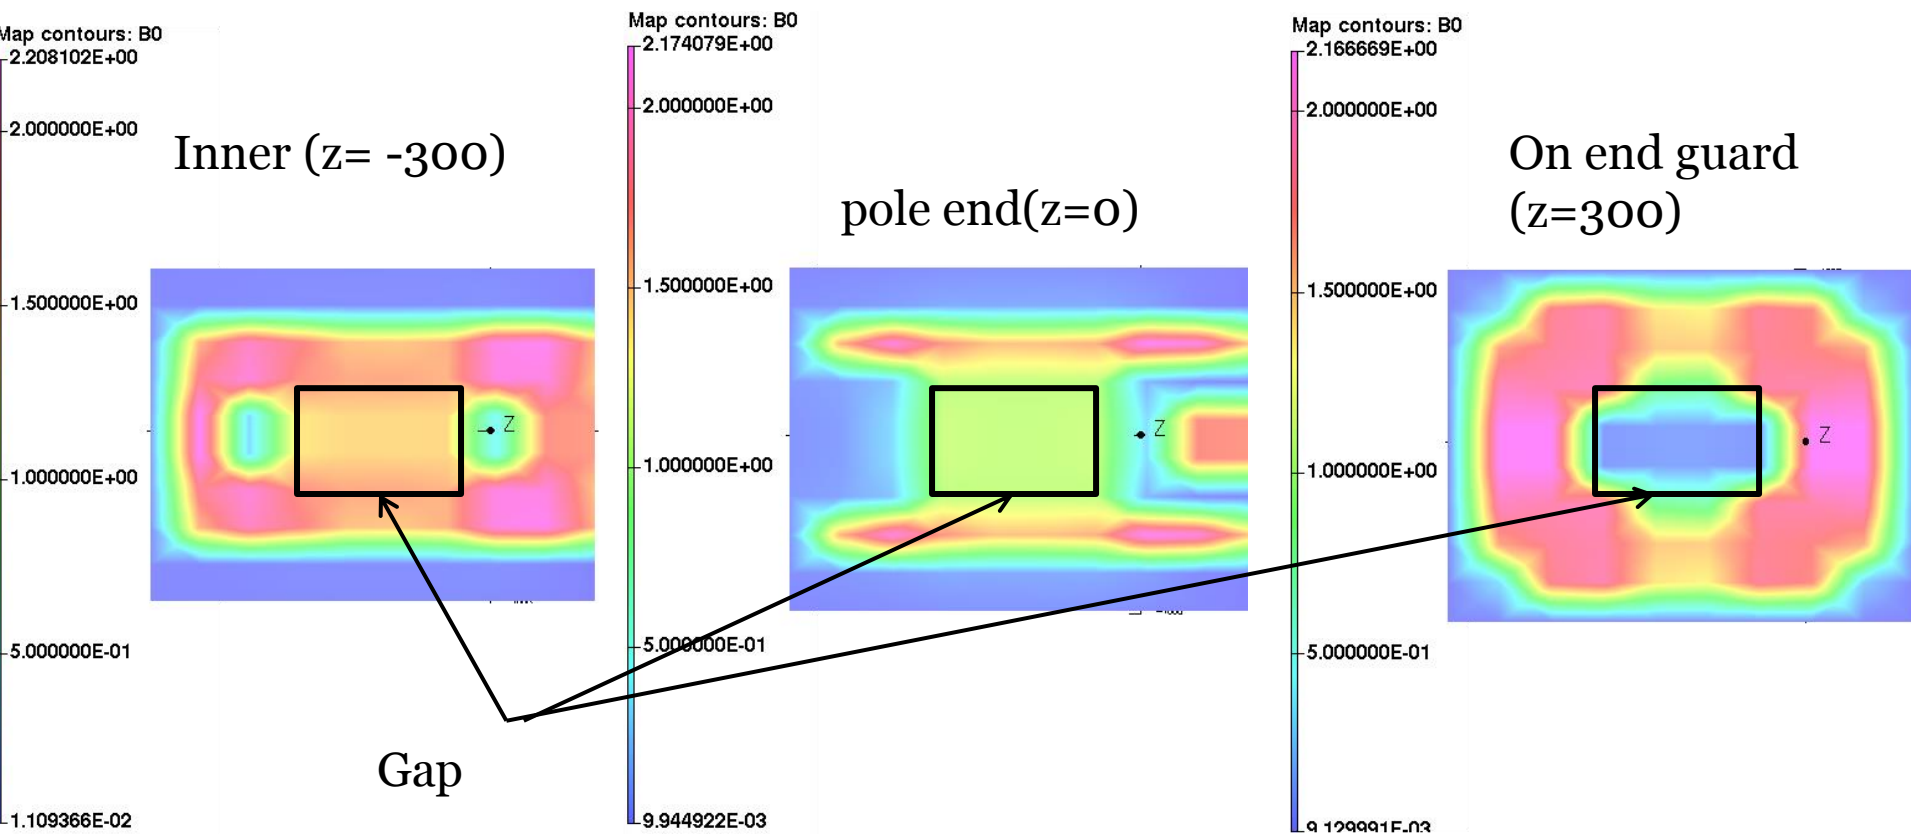 Map contours: B0
2.208102E+00
2.000000E+00
1.500000E+00
1.000000E+00
5.000000E-01
1.109366E-02
Inner (z= -300)
Z
Map contours: B0
2.174079E+00
2.000000E+00
1.500000E+00
1.000000E+00
5.000000E-01
9.944922E-03
pole end(z=0)
Z
Map contours: B0
2.166669E+00
2.000000E+00
1.500000E+00
1.000000E+00
5.000000E-01
9.129991E-03
On end guard
(z=300)
Z
Gap